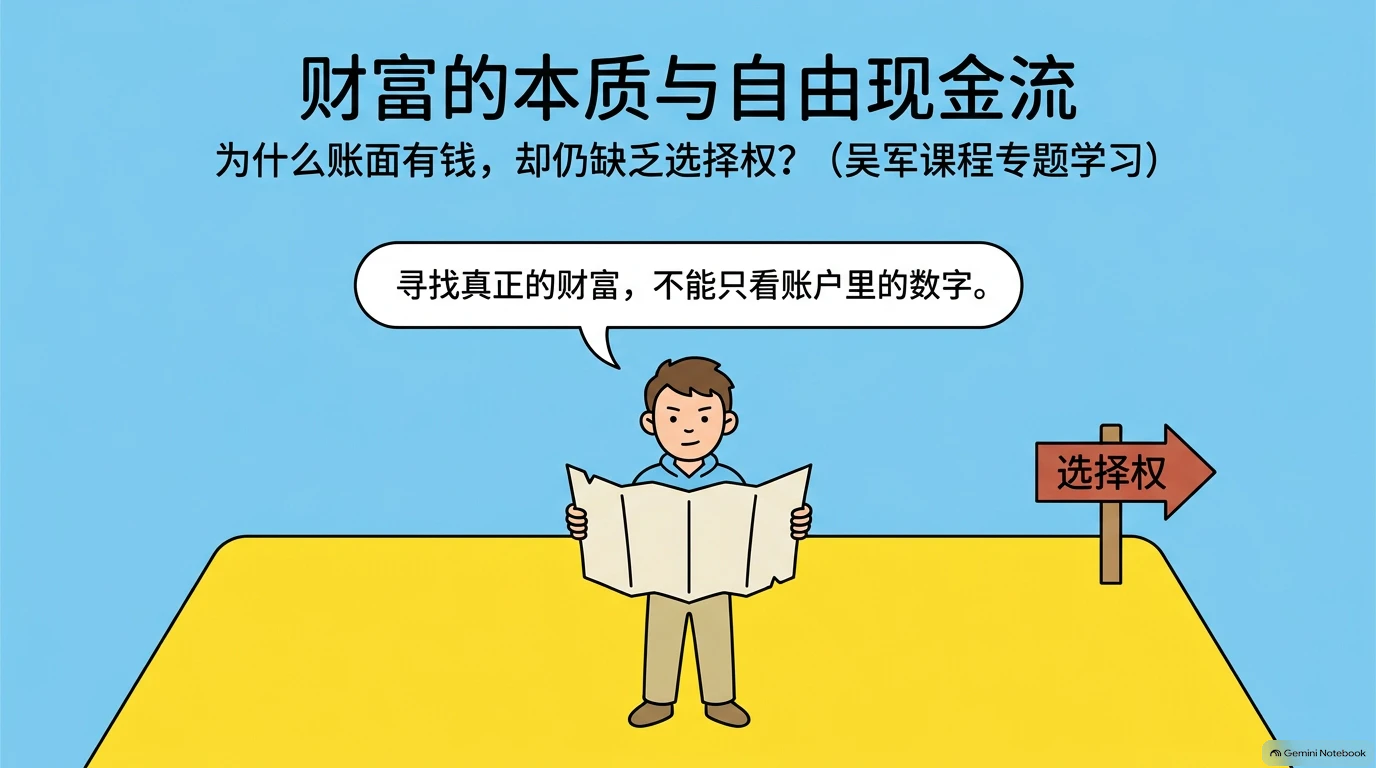 财富的本质与自由现金流
为什么账面有钱，却仍缺乏选择权？（吴军课程专题学习）
寻找真正的财富，不能只看账户里的数字。
选择权
Gemini Notebook